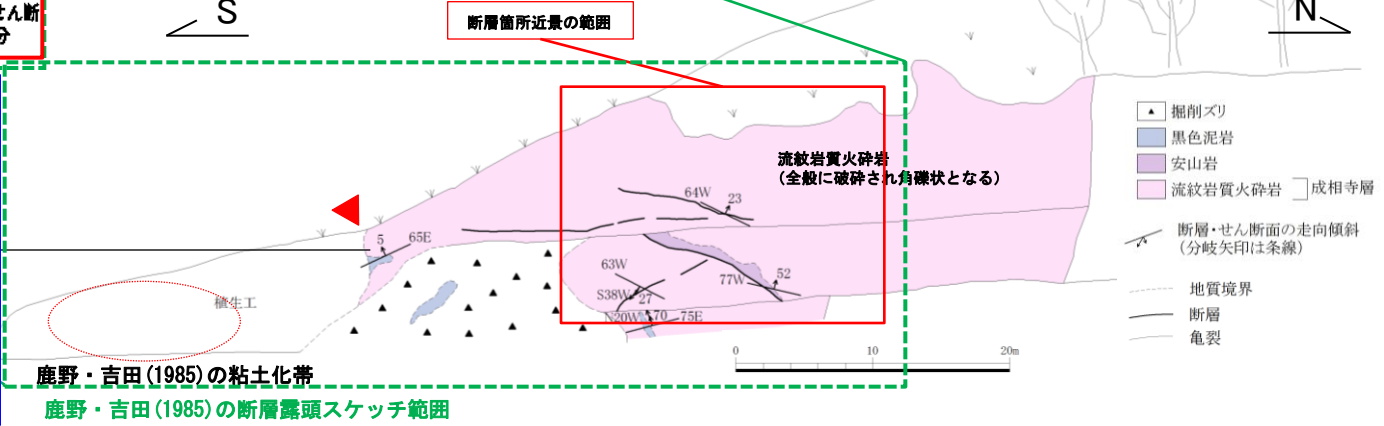 せん断
分
S
断層箇所近景の範囲
N
掘削ズリ
黒色泥岩
安山岩
流紋岩質火砕岩
成相寺層
断層・せん断面の走向傾斜
(分岐矢印は条線)
地質境界
断層
亀裂
流紋岩質火砕岩
(全般に破砕され角礫状となる)
64W
23
5
65E
63W
S38W
27
77W
52
N20W
70
75E
植生工
0
10
20m
鹿野・吉田(1985)の粘土化帯
鹿野・吉田(1985)の断層露頭スケッチ範囲